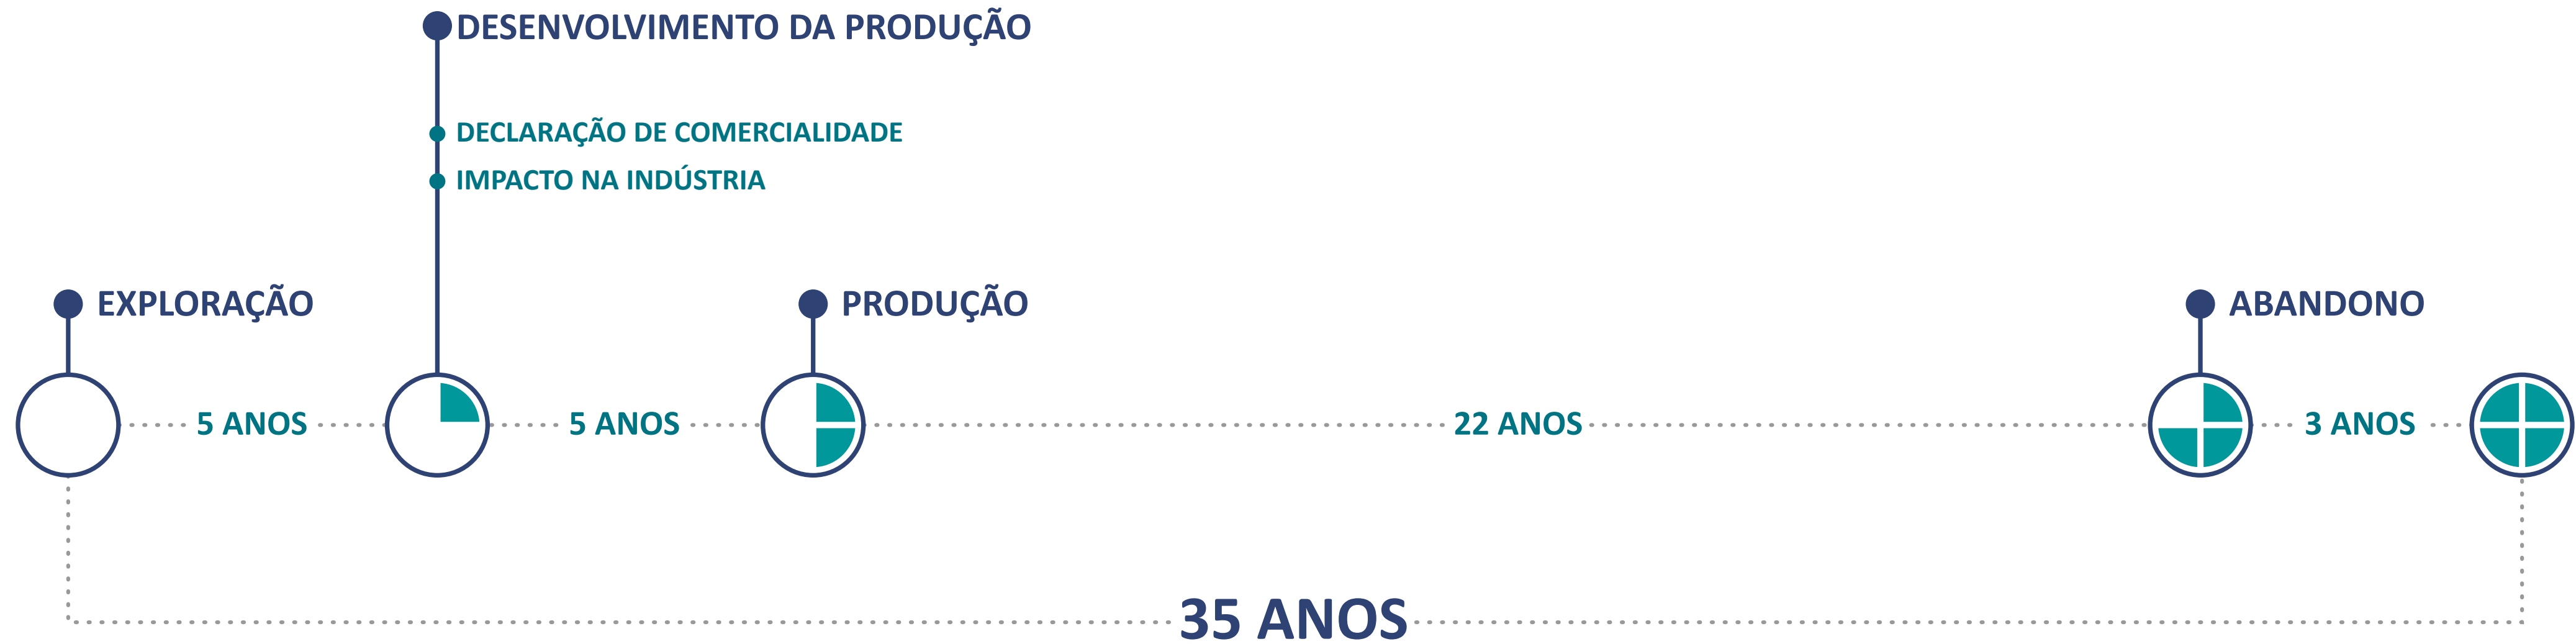 DESENVOLVIMENTO DA PRODUÇÃO
DECLARAÇÃO DE COMERCIALIDADE
IMPACTO NA INDÚSTRIA
EXPLORAÇÃO
PRODUÇÃO
ABANDONO
5 ANOS
5 ANOS
22 ANOS
3 ANOS
35 ANOS